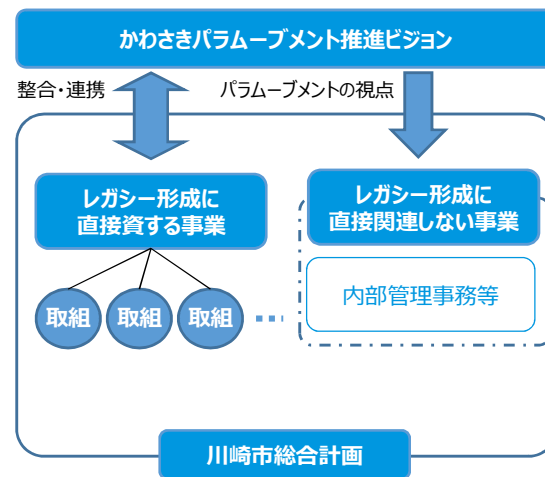 かわさきパラムーブメント推進ビジョン
整合・連携
パラムーブメントの視点
レガシー形成に
直接資する事業
レガシー形成に
直接関連しない事業
取組
取組
取組
内部管理事務等
川崎市総合計画